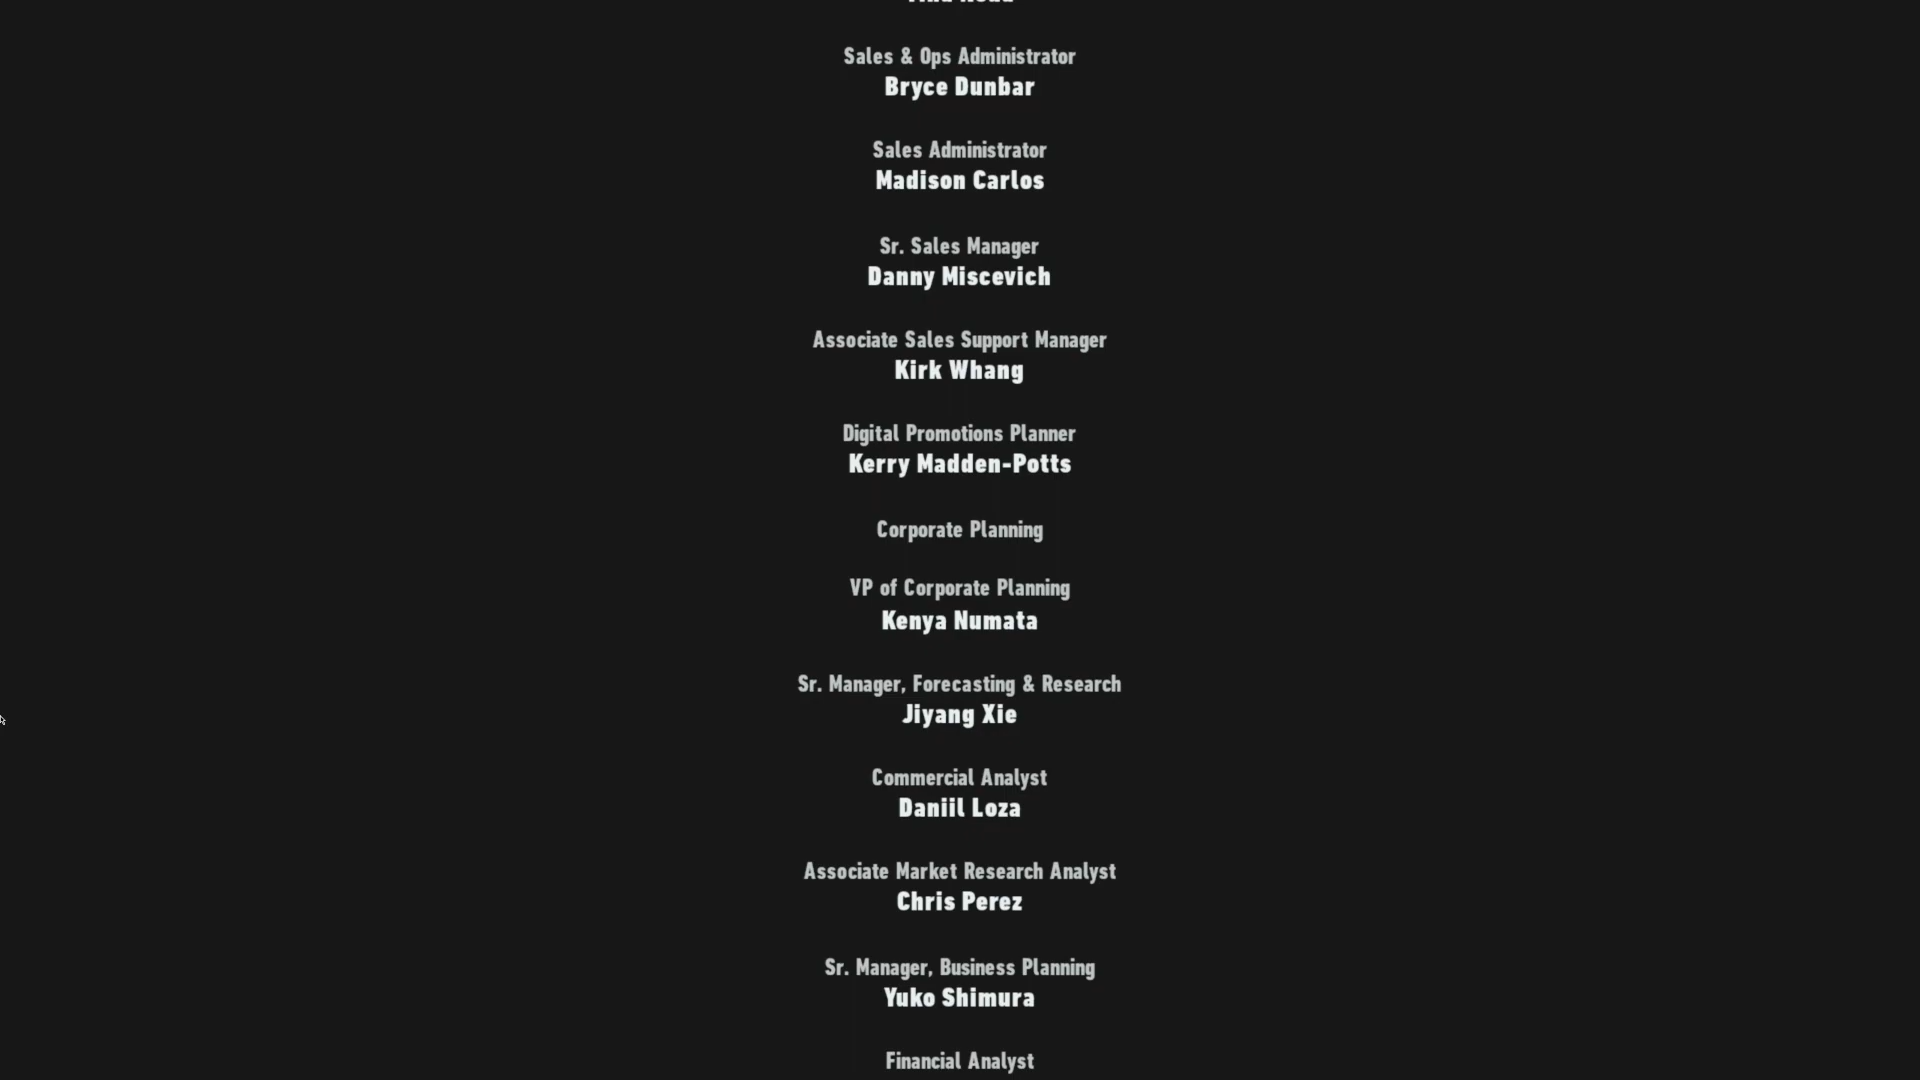 Sales & Ops Administrator
Bryce Dunbar
Sales Administrator
Madison Carlos
Sr. Sales Manager
Danny Miscevich
Associate Sales Support Manager
Kirk Whang
Digital Promotions Planner
Kerry Madden-Potts
Corporate Planning
VP of Corporate Planning
Kenya Numata
Sr. Manager, Forecasting & Research
Jiyang Xie
Commercial Analyst
Daniil Loza
Associate Market Research Analyst
Chris Perez
Sr. Manager, Business Planning
Yuko Shimura
Financial Analyst